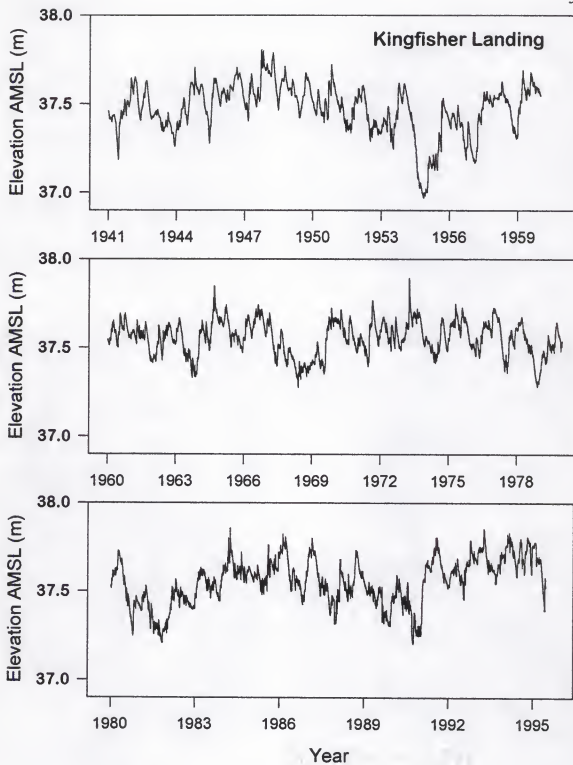 Kingfisher Landing
Elevation AMSL (m)
38.0
37.5
37.0
1941 1944 1947 1950 1953 1956 1959
Elevation AMSL (m)
38.0
37.5
37.0
1960 1963 1966 1969 1972 1975 1978
Elevation AMSL (m)
38.0
37.5
37.0
1980 1983 1986 1989 1992 1995
Year